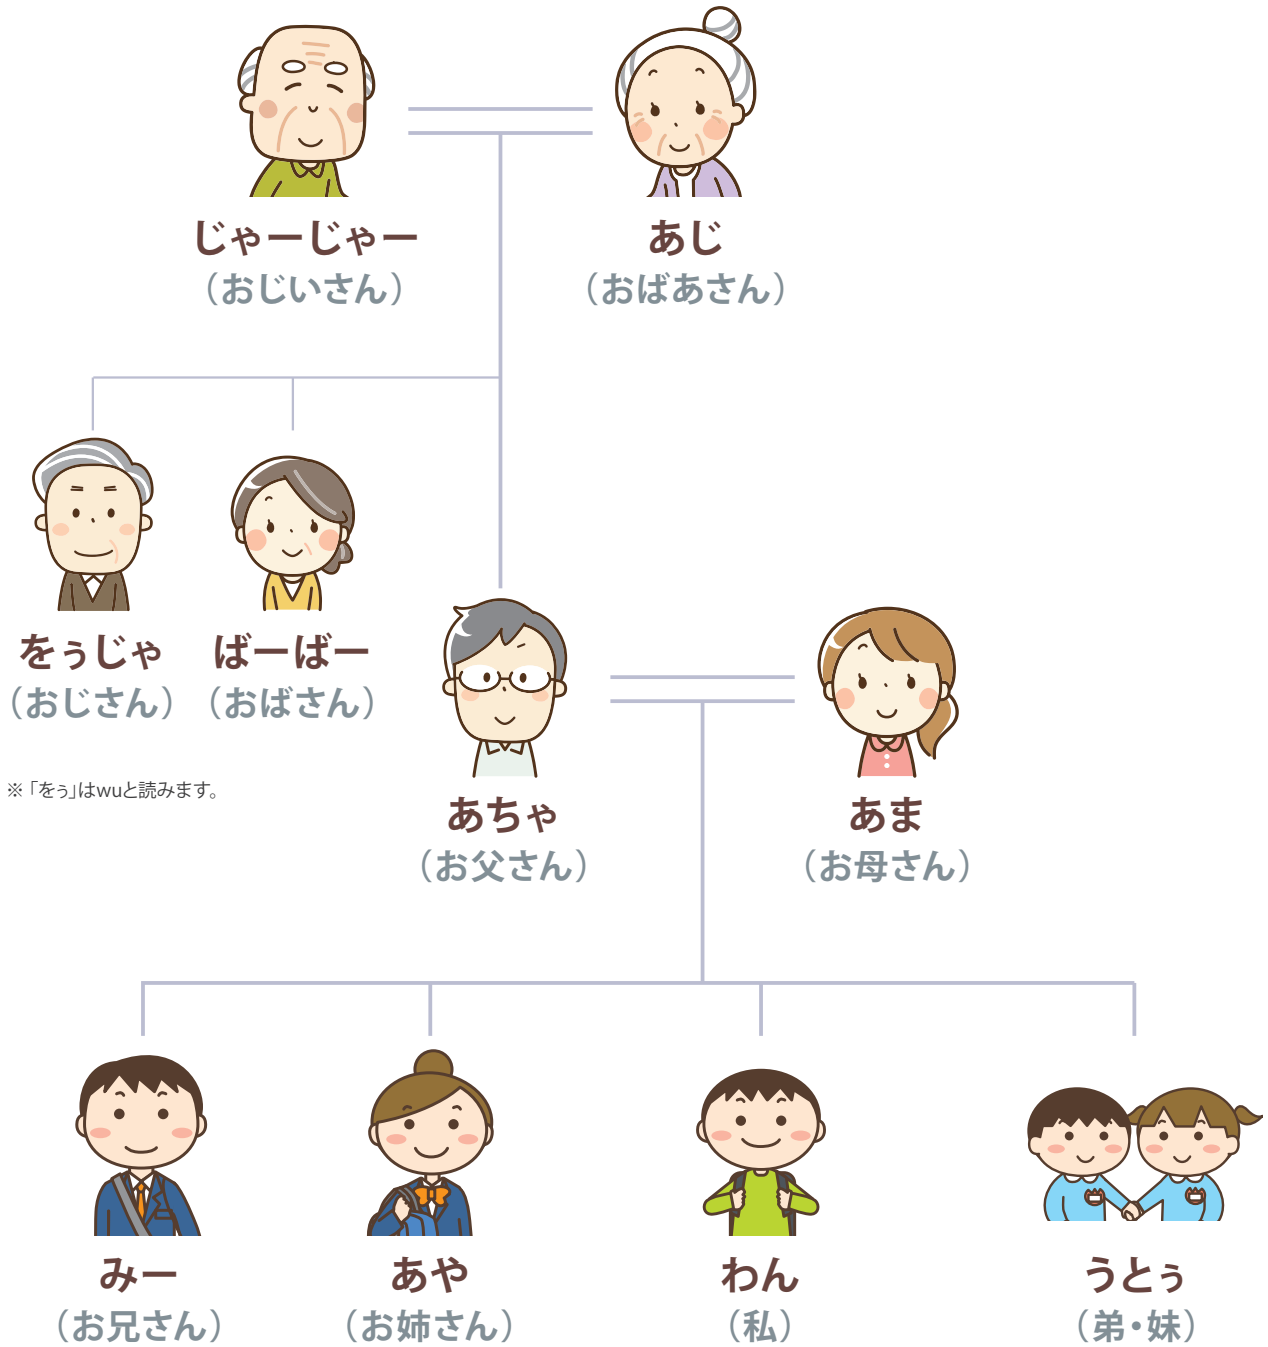 じゃーじゃー
（おじいさん）
あじ
（おばあさん）
をぅじゃ
（おじさん）
ばーばー
（おばさん）
※「をぅ」はwuと読みます。
あちゃ
（お父さん）
あま
（お母さん）
みー
（お兄さん）
あや
（お姉さん）
わん
（私）
うとぅ
（弟・妹）